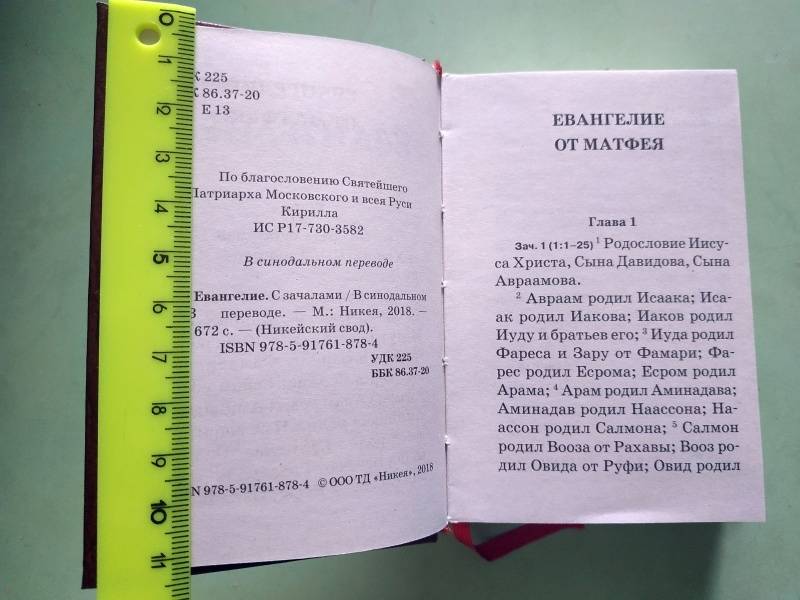 0
1
2
3
4
5
6
7
8
9
10
11
К 225
К 86.37-20
Е 13
По благословению Святейшего
Патриарха Московского и всея Руси
Кирилла
ИС Р17-730-3582
В синодальном переводе
Евангелие. С зачалами / В синодальном
переводе. — М.: Никея, 2018. –
672 с. — (Никейский свод).
ISBN 978-5-91761-878-4
УДК 225
ББК 86.37-20
N 978-5-91761-878-4 © ООО ТД «Никея», 2018
ЕВАНГЕЛИЕ
ОТ МАТФЕЯ
Глава 1
Зач. 1 (1:1–25) 1 Родословие Иису-
са Христа, Сына Давидова, Сына
Авраамова.
2 Авраам родил Исаака; Иса-
ак родил Иакова; Иаков родил
Иуду и братьев его; 3 Иуда родил
Фареса и Зару от Фамари; Фа-
рес родил Есрома; Есром родил
Арама; 4 Арам родил Аминадава;
Аминадав родил Наассона; На-
ассон родил Салмона; 5 Салмон
родил Вооза от Рахавы; Вооз ро-
дил Овида от Руфи; Овид родил